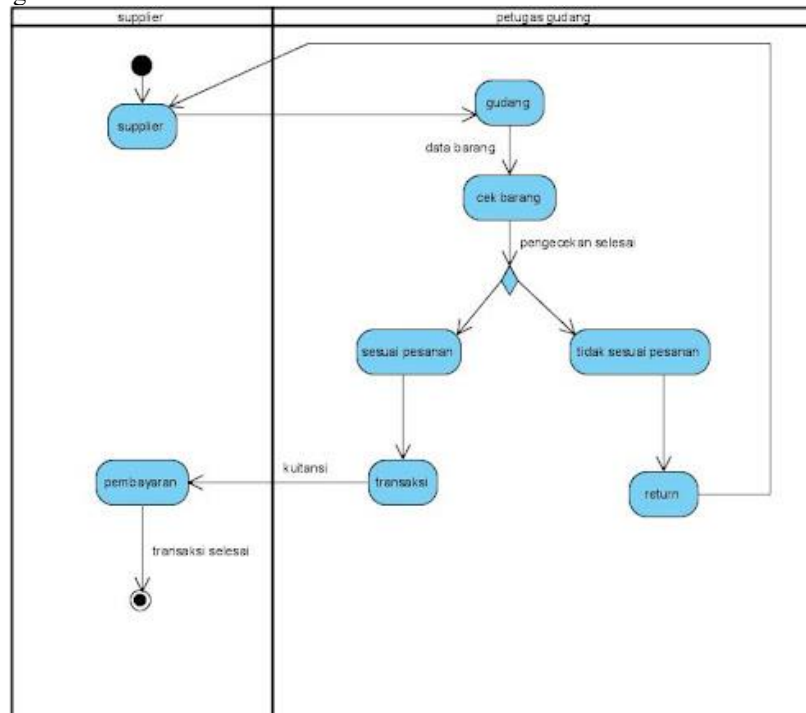 g
supplier
petugas gudang
supplier
gudang
data barang
cek barang
pengecekan selesai
sesuai pesanan
tidak sesuai pesanan
kuitansi
pembayaran
transaksi
return
transaksi selesai